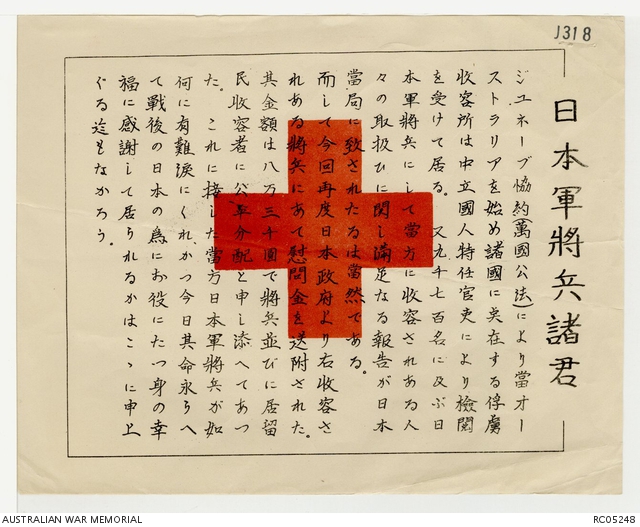 J318
日本軍將兵諸君
ジユネーブ協約(萬國公法)により當オー
ストラリアを始め諸國に奌在する俘虜
收容所は中立國人特任官吏により檢閲
を受けて居る。 又九千七百名に及ぶ日
本軍將兵にして當方に收容されある人
々の取扱ひに関し滿足なる報告が日本
當局に致されたるは當然である。
而して今回再度日本政府より右收容さ
れある將兵にあて慰問金を送附された。
其金額は八万三千圓で將兵並びに居留
民收容者に公平分配と申し添へてあつ
た。 これに接した當方日本軍將兵が如
何に有難涙にくれ、かつ今日其命永らへ
て戰後の日本の為にお役にたつ身の幸
福に感謝して居られるかはこゝに申上
ぐる迄もなかろう。
AUSTRALIAN WAR MEMORIAL
RC05248